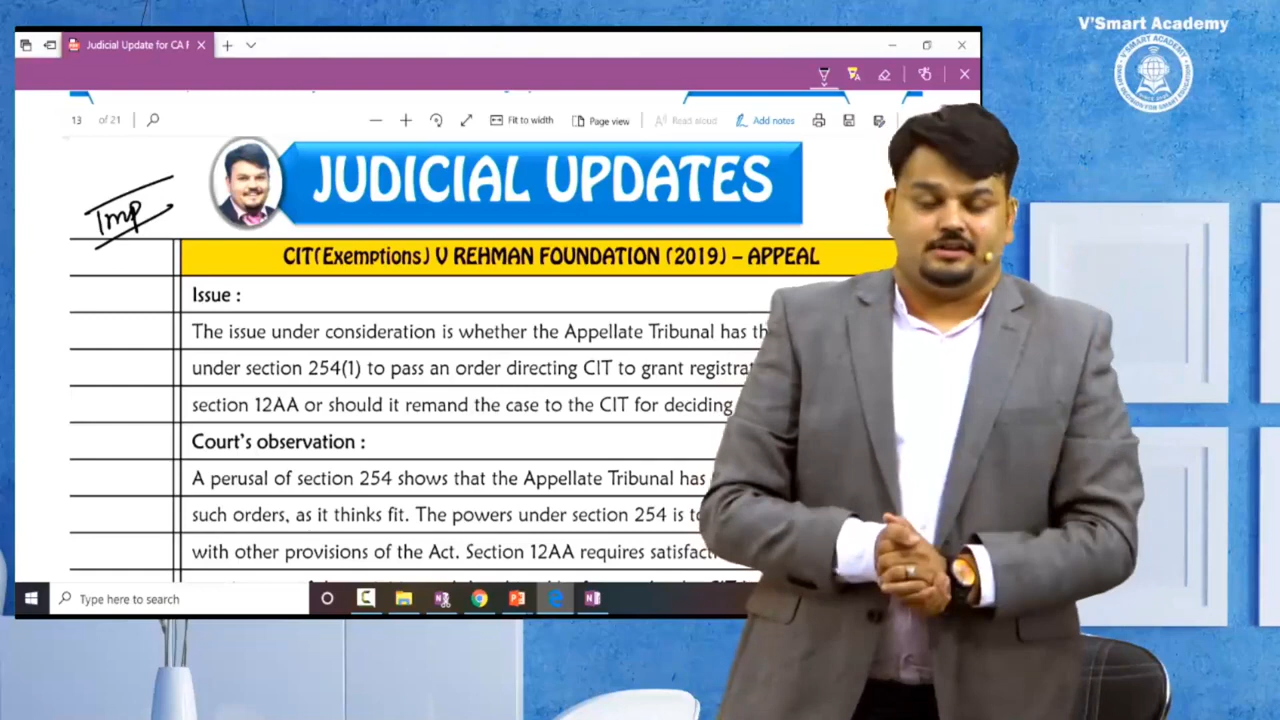 V'Smart Academy
Judicial Update for CA F
13 of 21
Fit to width
Page view
Read aloud
Add notes
JUDICIAL UPDATES
Imp
CIT(Exemptions) V REHMAN FOUNDATION (2019) – APPEAL
Issue :
The issue under consideration is whether the Appellate Tribunal has th
under section 254(1) to pass an order directing CIT to grant registrat
section 12AA or should it remand the case to the CIT for deciding
Court's observation :
A perusal of section 254 shows that the Appellate Tribunal has
such orders, as it thinks fit. The powers under section 254 is to
with other provisions of the Act. Section 12AA requires satisfact
Type here to search